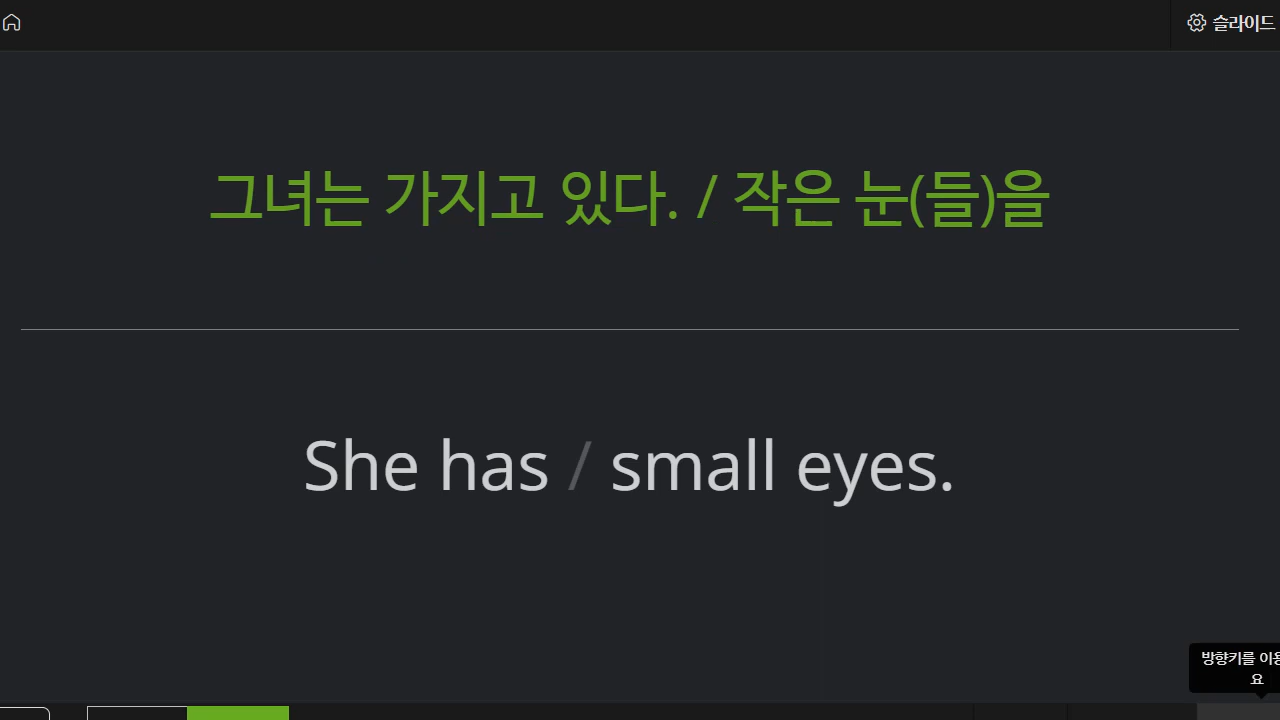 슬라이드
그녀는 가지고 있다. / 작은 눈(들)을
She has / small eyes.
방향키를 이용
요